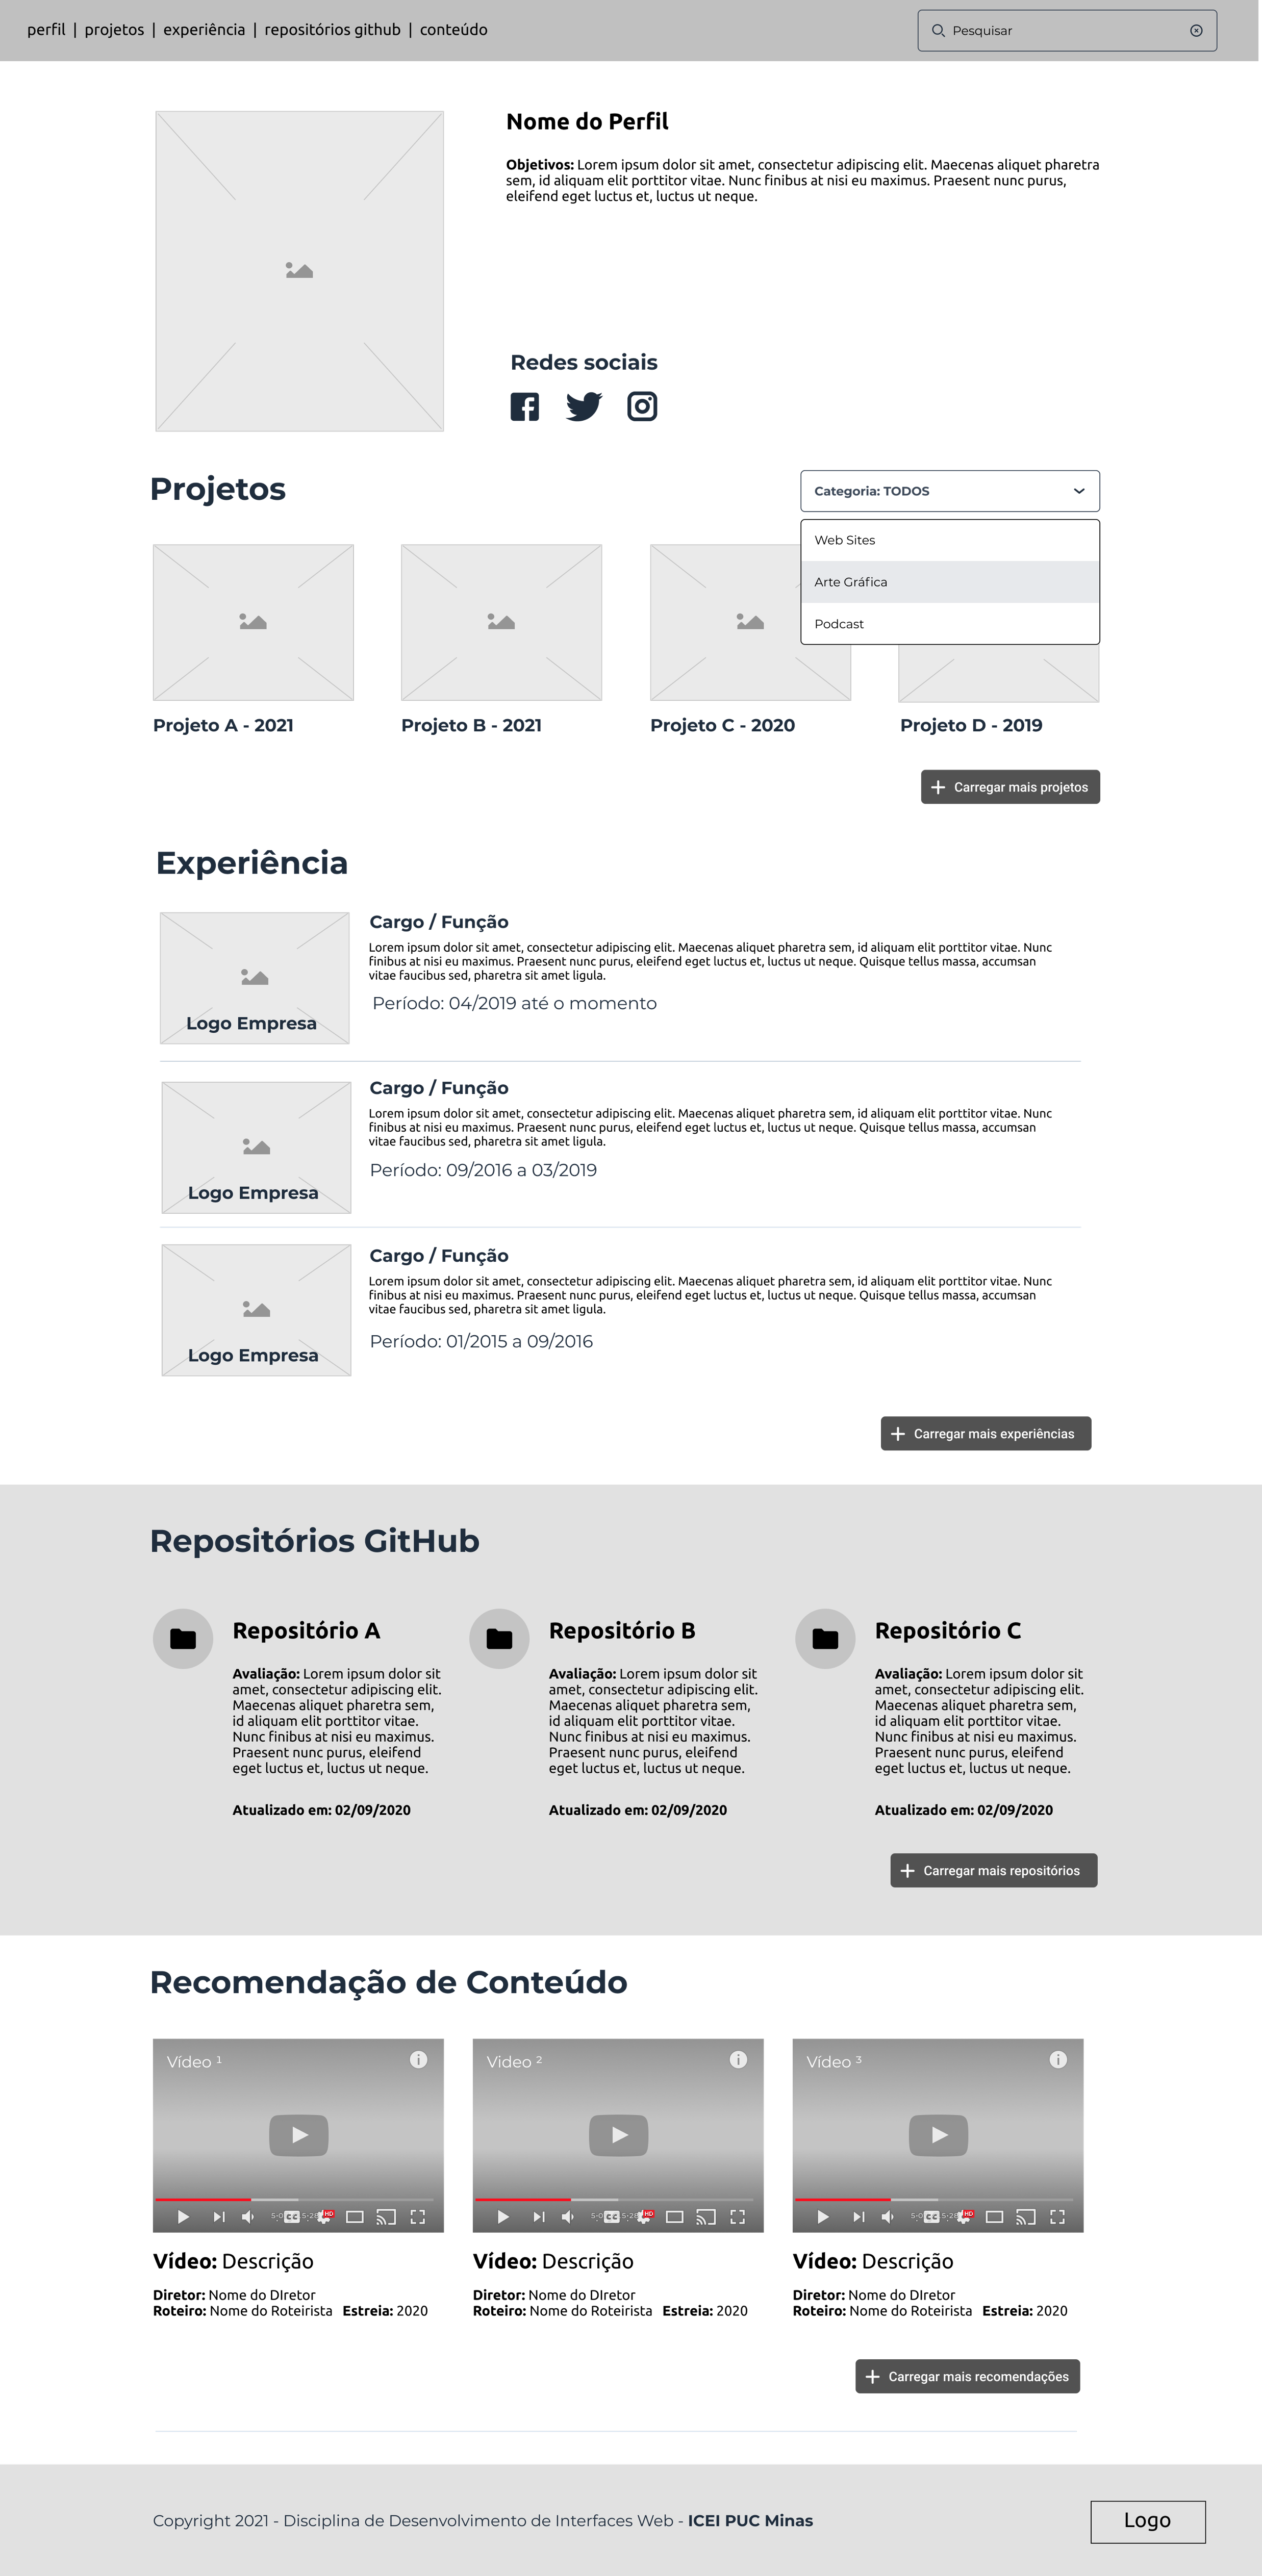 perfil | projetos | experiência | repositórios github | conteúdo
Pesquisar
Nome do Perfil
Objetivos: Lorem ipsum dolor sit amet, consectetur adipiscing elit. Maecenas aliquet pharetra
sem, id aliquam elit porttitor vitae. Nunc finibus at nisi eu maximus. Praesent nunc purus,
eleifend eget luctus et, luctus ut neque.
Redes sociais
Projetos
Categoria: TODOS
Web Sites
Arte Gráfica
Podcast
Projeto A - 2021
Projeto B - 2021
Projeto C - 2020
Projeto D - 2019
Carregar mais projetos
Experiência
Logo Empresa
Cargo / Função
Lorem ipsum dolor sit amet, consectetur adipiscing elit. Maecenas aliquet pharetra sem, id aliquam elit porttitor vitae. Nunc
finibus at nisi eu maximus. Praesent nunc purus, eleifend eget luctus et, luctus ut neque. Quisque tellus massa, accumsan
vitae faucibus sed, pharetra sit amet ligula.
Período: 04/2019 até o momento
Logo Empresa
Cargo / Função
Lorem ipsum dolor sit amet, consectetur adipiscing elit. Maecenas aliquet pharetra sem, id aliquam elit porttitor vitae. Nunc
finibus at nisi eu maximus. Praesent nunc purus, eleifend eget luctus et, luctus ut neque. Quisque tellus massa, accumsan
vitae faucibus sed, pharetra sit amet ligula.
Período: 09/2016 a 03/2019
Logo Empresa
Cargo / Função
Lorem ipsum dolor sit amet, consectetur adipiscing elit. Maecenas aliquet pharetra sem, id aliquam elit porttitor vitae. Nunc
finibus at nisi eu maximus. Praesent nunc purus, eleifend eget luctus et, luctus ut neque. Quisque tellus massa, accumsan
vitae faucibus sed, pharetra sit amet ligula.
Período: 01/2015 a 09/2016
Carregar mais experiências
Repositórios GitHub
Repositório A
Avaliação: Lorem ipsum dolor sit
amet, consectetur adipiscing elit.
Maecenas aliquet pharetra sem,
id aliquam elit porttitor vitae.
Nunc finibus at nisi eu maximus.
Praesent nunc purus, eleifend
eget luctus et, luctus ut neque.
Atualizado em: 02/09/2020
Repositório B
Avaliação: Lorem ipsum dolor sit
amet, consectetur adipiscing elit.
Maecenas aliquet pharetra sem,
id aliquam elit porttitor vitae.
Nunc finibus at nisi eu maximus.
Praesent nunc purus, eleifend
eget luctus et, luctus ut neque.
Atualizado em: 02/09/2020
Repositório C
Avaliação: Lorem ipsum dolor sit
amet, consectetur adipiscing elit.
Maecenas aliquet pharetra sem,
id aliquam elit porttitor vitae.
Nunc finibus at nisi eu maximus.
Praesent nunc purus, eleifend
eget luctus et, luctus ut neque.
Atualizado em: 02/09/2020
Carregar mais repositórios
Recomendação de Conteúdo
Vídeo ¹
CC HD
Vídeo: Descrição
Diretor: Nome do DIretor
Roteiro: Nome do Roteirista Estreia: 2020
Video ²
CC HD
Vídeo: Descrição
Diretor: Nome do DIretor
Roteiro: Nome do Roteirista Estreia: 2020
Vídeo ³
CC HD
Vídeo: Descrição
Diretor: Nome do DIretor
Roteiro: Nome do Roteirista Estreia: 2020
Carregar mais recomendações
Copyright 2021 - Disciplina de Desenvolvimento de Interfaces Web - ICEI PUC Minas
Logo